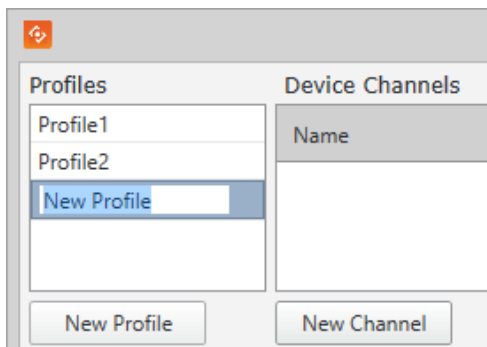 Profiles
Device Channels
Profile1
Name
Profile2
New Profile
New Profile
New Channel